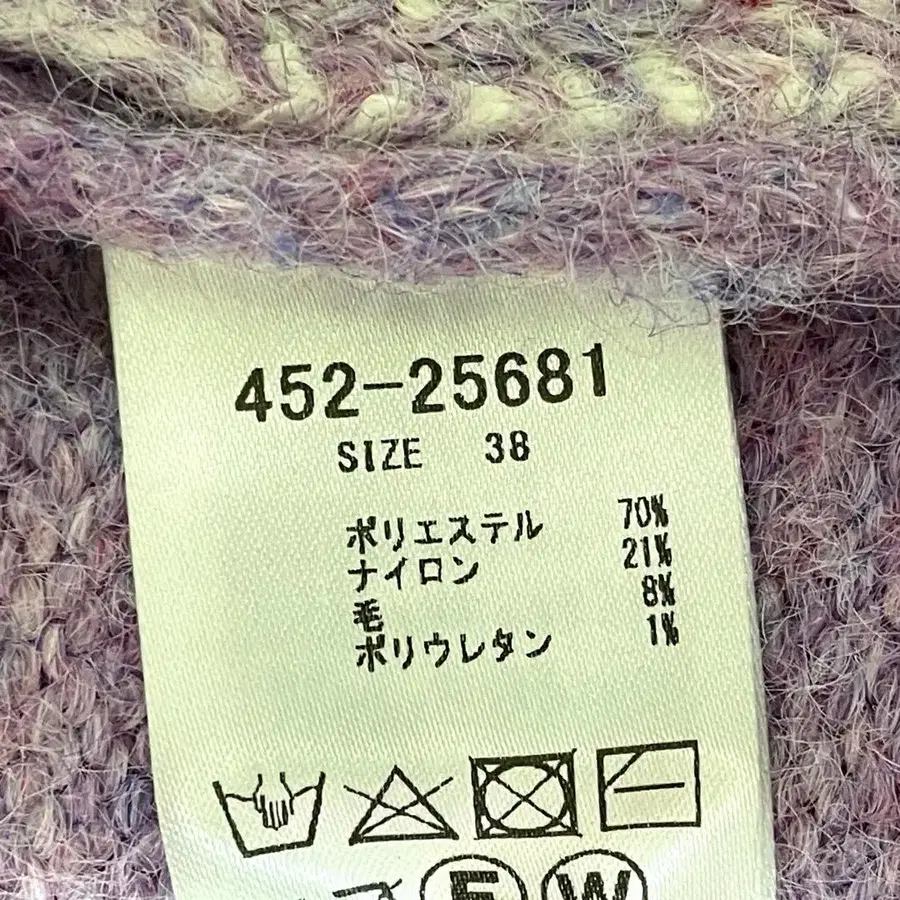 452-25681
SIZE 38
ポリエステル 70%
ナイロン 21%
毛 8%
ポリウレタン 1%
F W